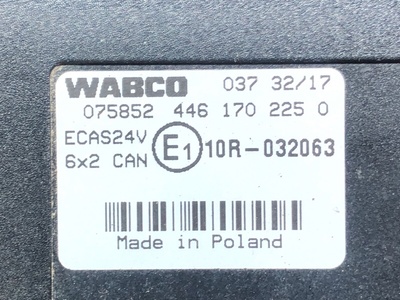 WABCO 037 32/17
075852 446 170 225 0
ECAS24V
6x2 CAN E1 10R-032063
Made in Poland